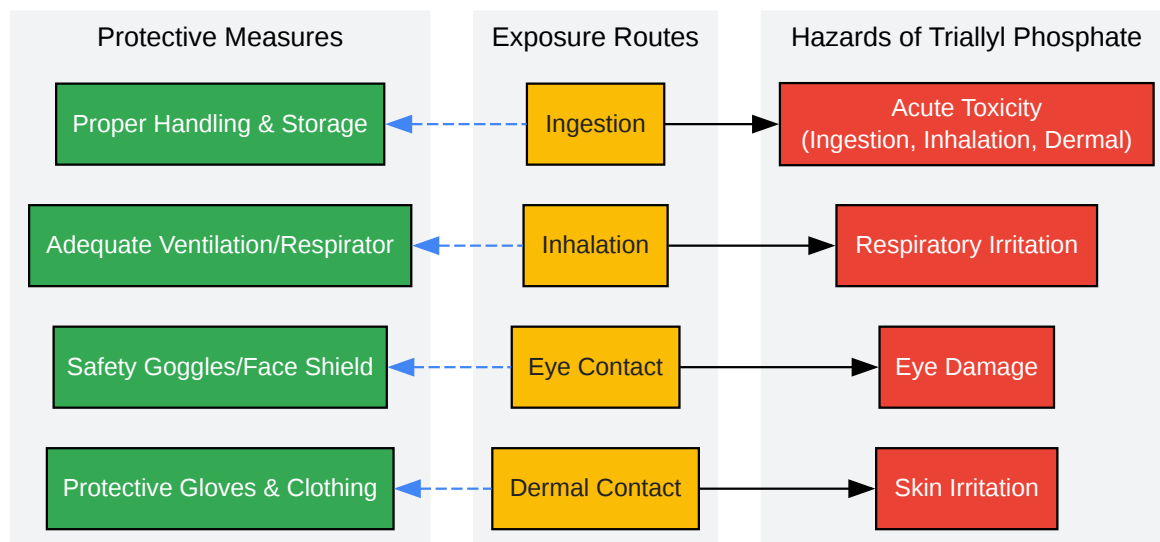 Protective Measures
Exposure Routes
Hazards of Triallyl Phosphate
Proper Handling & Storage
Ingestion
Acute Toxicity
(Ingestion, Inhalation, Dermal)
Adequate Ventilation/Respirator
Inhalation
Respiratory Irritation
Safety Goggles/Face Shield
Eye Contact
Eye Damage
Protective Gloves & Clothing
Dermal Contact
Skin Irritation